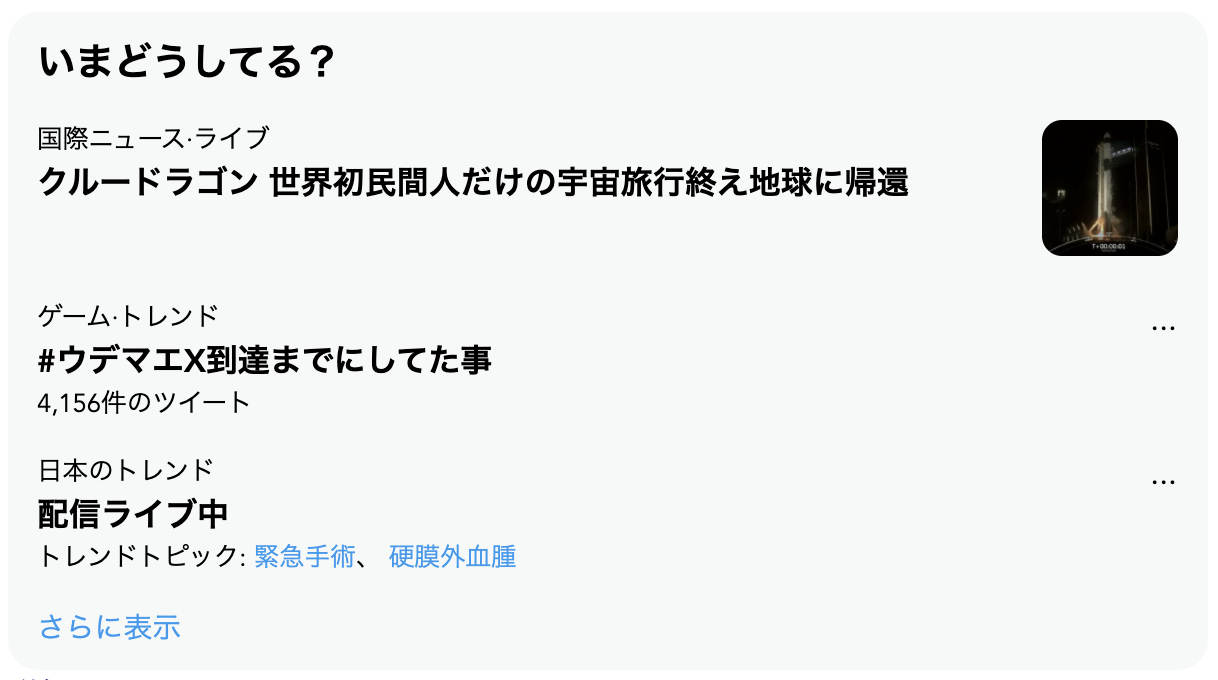 いまどうしてる？
国際ニュース·ライブ
クルードラゴン 世界初民間人だけの宇宙旅行終え地球に帰還
T+00:00:01
ゲーム·トレンド
…
#ウデマエX到達までにしてた事
4,156件のツイート
日本のトレンド
…
配信ライブ中
トレンドトピック: 緊急手術、 硬膜外血腫
さらに表示